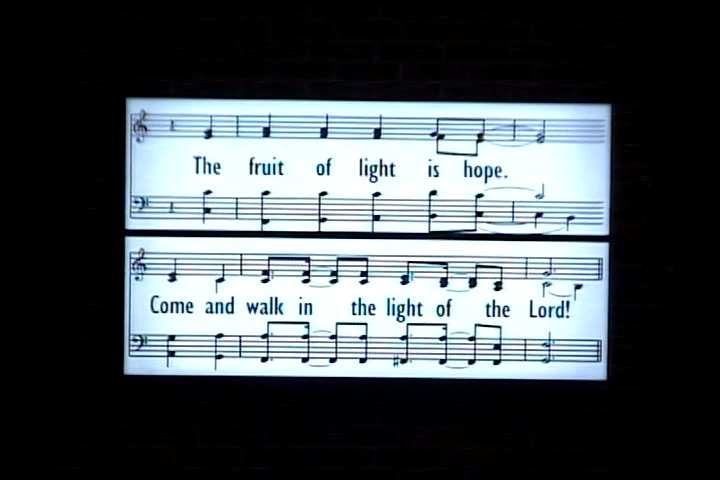 The fruit of light is hope.
Come and walk in the light of the Lord!